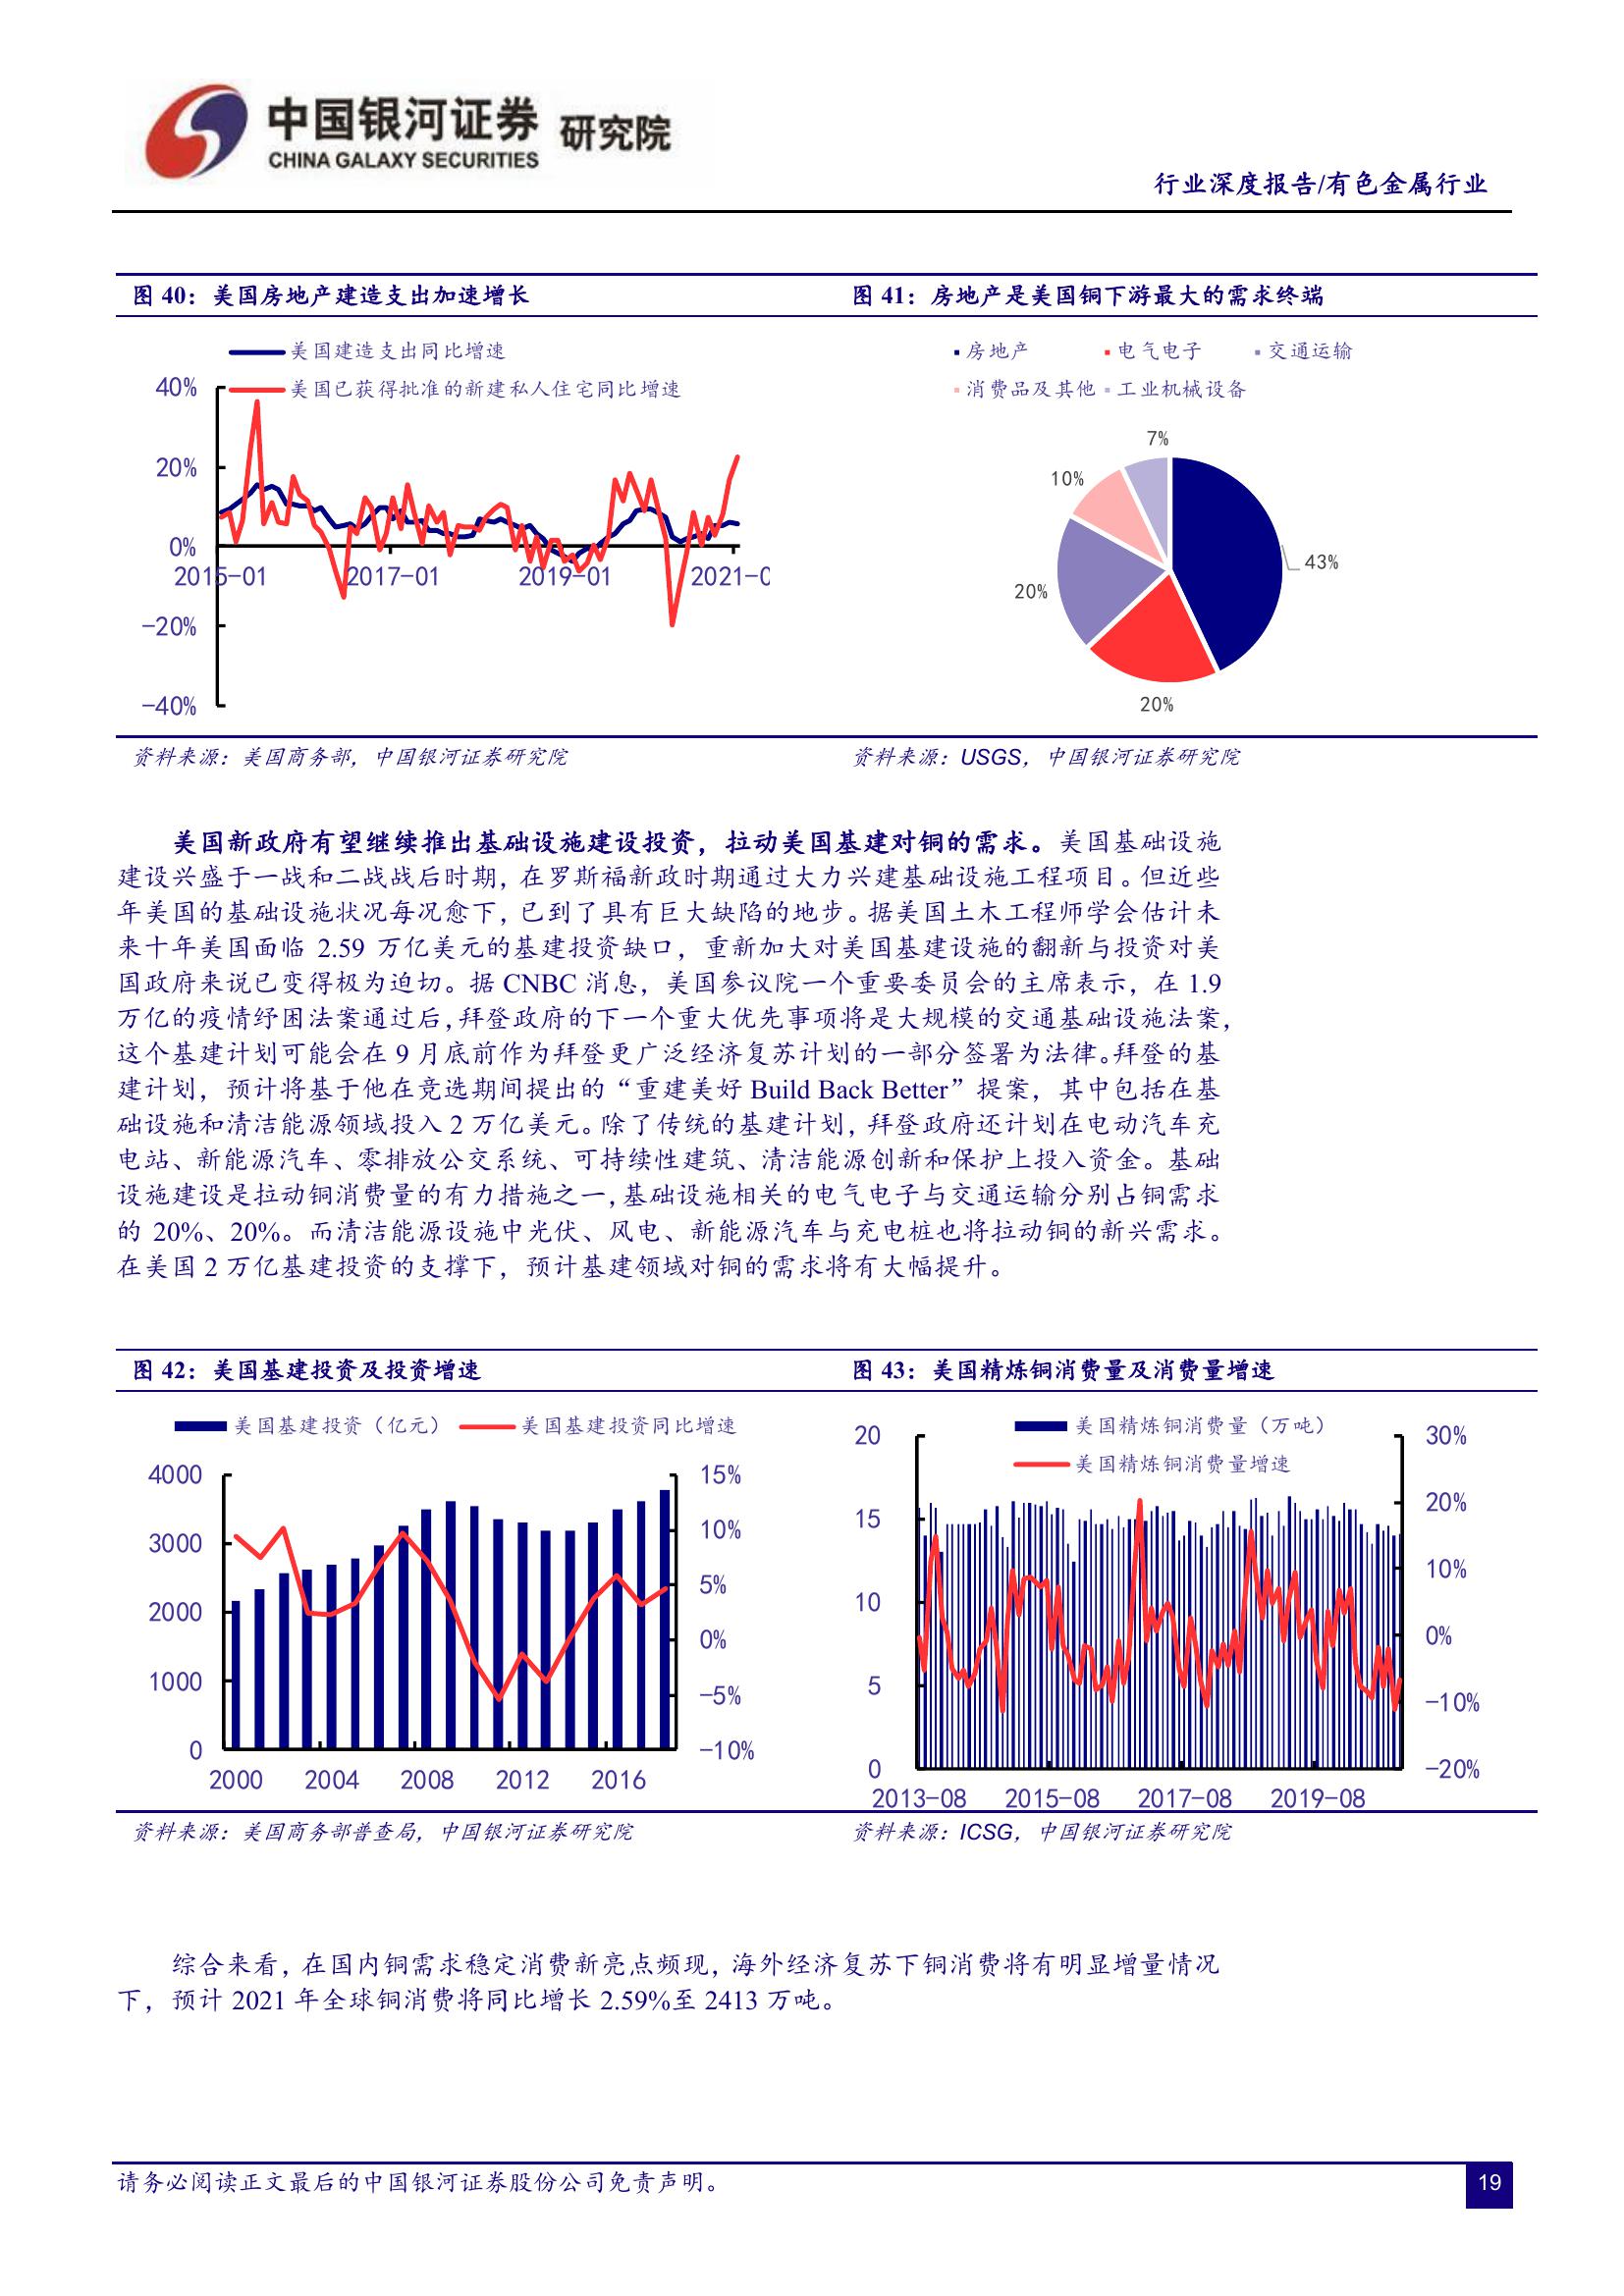 中国银河证券 研究院
CHINA GALAXY SECURITIES
行业深度报告/有色金属行业
图 40：美国房地产建造支出加速增长
美国建造支出同比增速
美国已获得批准的新建私人住宅同比增速
40%
20%
0%
-20%
-40%
2015-01 2017-01 2019-01 2021-0
资料来源：美国商务部，中国银河证券研究院
图 41：房地产是美国铜下游最大的需求终端
房地产 电气电子 交通运输
消费品及其他 工业机械设备
7%
10%
43%
20%
20%
资料来源：USGS，中国银河证券研究院
美国新政府有望继续推出基础设施建设投资，拉动美国基建对铜的需求。美国基础设施
建设兴盛于一战和二战战后时期，在罗斯福新政时期通过大力兴建基础设施工程项目。但近些
年美国的基础设施状况每况愈下，已到了具有巨大缺陷的地步。据美国土木工程师学会估计未
来十年美国面临 2.59 万亿美元的基建投资缺口，重新加大对美国基建设施的翻新与投资对美
国政府来说已变得极为迫切。据 CNBC 消息，美国参议院一个重要委员会的主席表示，在 1.9
万亿的疫情纾困法案通过后，拜登政府的下一个重大优先事项将是大规模的交通基础设施法案，
这个基建计划可能会在 9 月底前作为拜登更广泛经济复苏计划的一部分签署为法律。拜登的基
建计划，预计将基于他在竞选期间提出的“重建美好 Build Back Better”提案，其中包括在基
础设施和清洁能源领域投入 2 万亿美元。除了传统的基建计划，拜登政府还计划在电动汽车充
电站、新能源汽车、零排放公交系统、可持续性建筑、清洁能源创新和保护上投入资金。基础
设施建设是拉动铜消费量的有力措施之一，基础设施相关的电气电子与交通运输分别占铜需求
的 20%、20%。而清洁能源设施中光伏、风电、新能源汽车与充电桩也将拉动铜的新兴需求。
在美国 2 万亿基建投资的支撑下，预计基建领域对铜的需求将有大幅提升。
图 42：美国基建投资及投资增速
美国基建投资（亿元） 美国基建投资同比增速
4000 15%
3000 10%
2000 5%
1000 0%
0 -5%
-10%
2000 2004 2008 2012 2016
资料来源：美国商务部普查局，中国银河证券研究院
图 43：美国精炼铜消费量及消费量增速
美国精炼铜消费量（万吨）
美国精炼铜消费量增速
20 30%
15 20%
10 10%
5 0%
0 -10%
-20%
2013-08 2015-08 2017-08 2019-08
资料来源：ICSG，中国银河证券研究院
综合来看，在国内铜需求稳定消费新亮点频现，海外经济复苏下铜消费将有明显增量情况
下，预计 2021 年全球铜消费将同比增长 2.59%至 2413 万吨。
请务必阅读正文最后的中国银河证券股份公司免责声明。
19